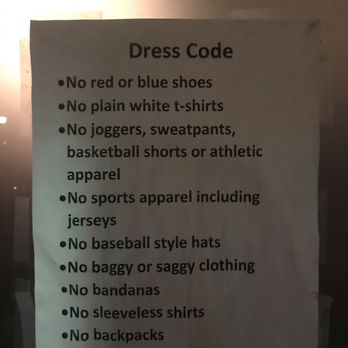 Dress Code
•No red or blue shoes
•No plain white t-shirts
•No joggers, sweatpants,
basketball shorts or athletic
apparel
•No sports apparel including
jerseys
•No baseball style hats
•No baggy or saggy clothing
•No bandanas
•No sleeveless shirts
•No backpacks